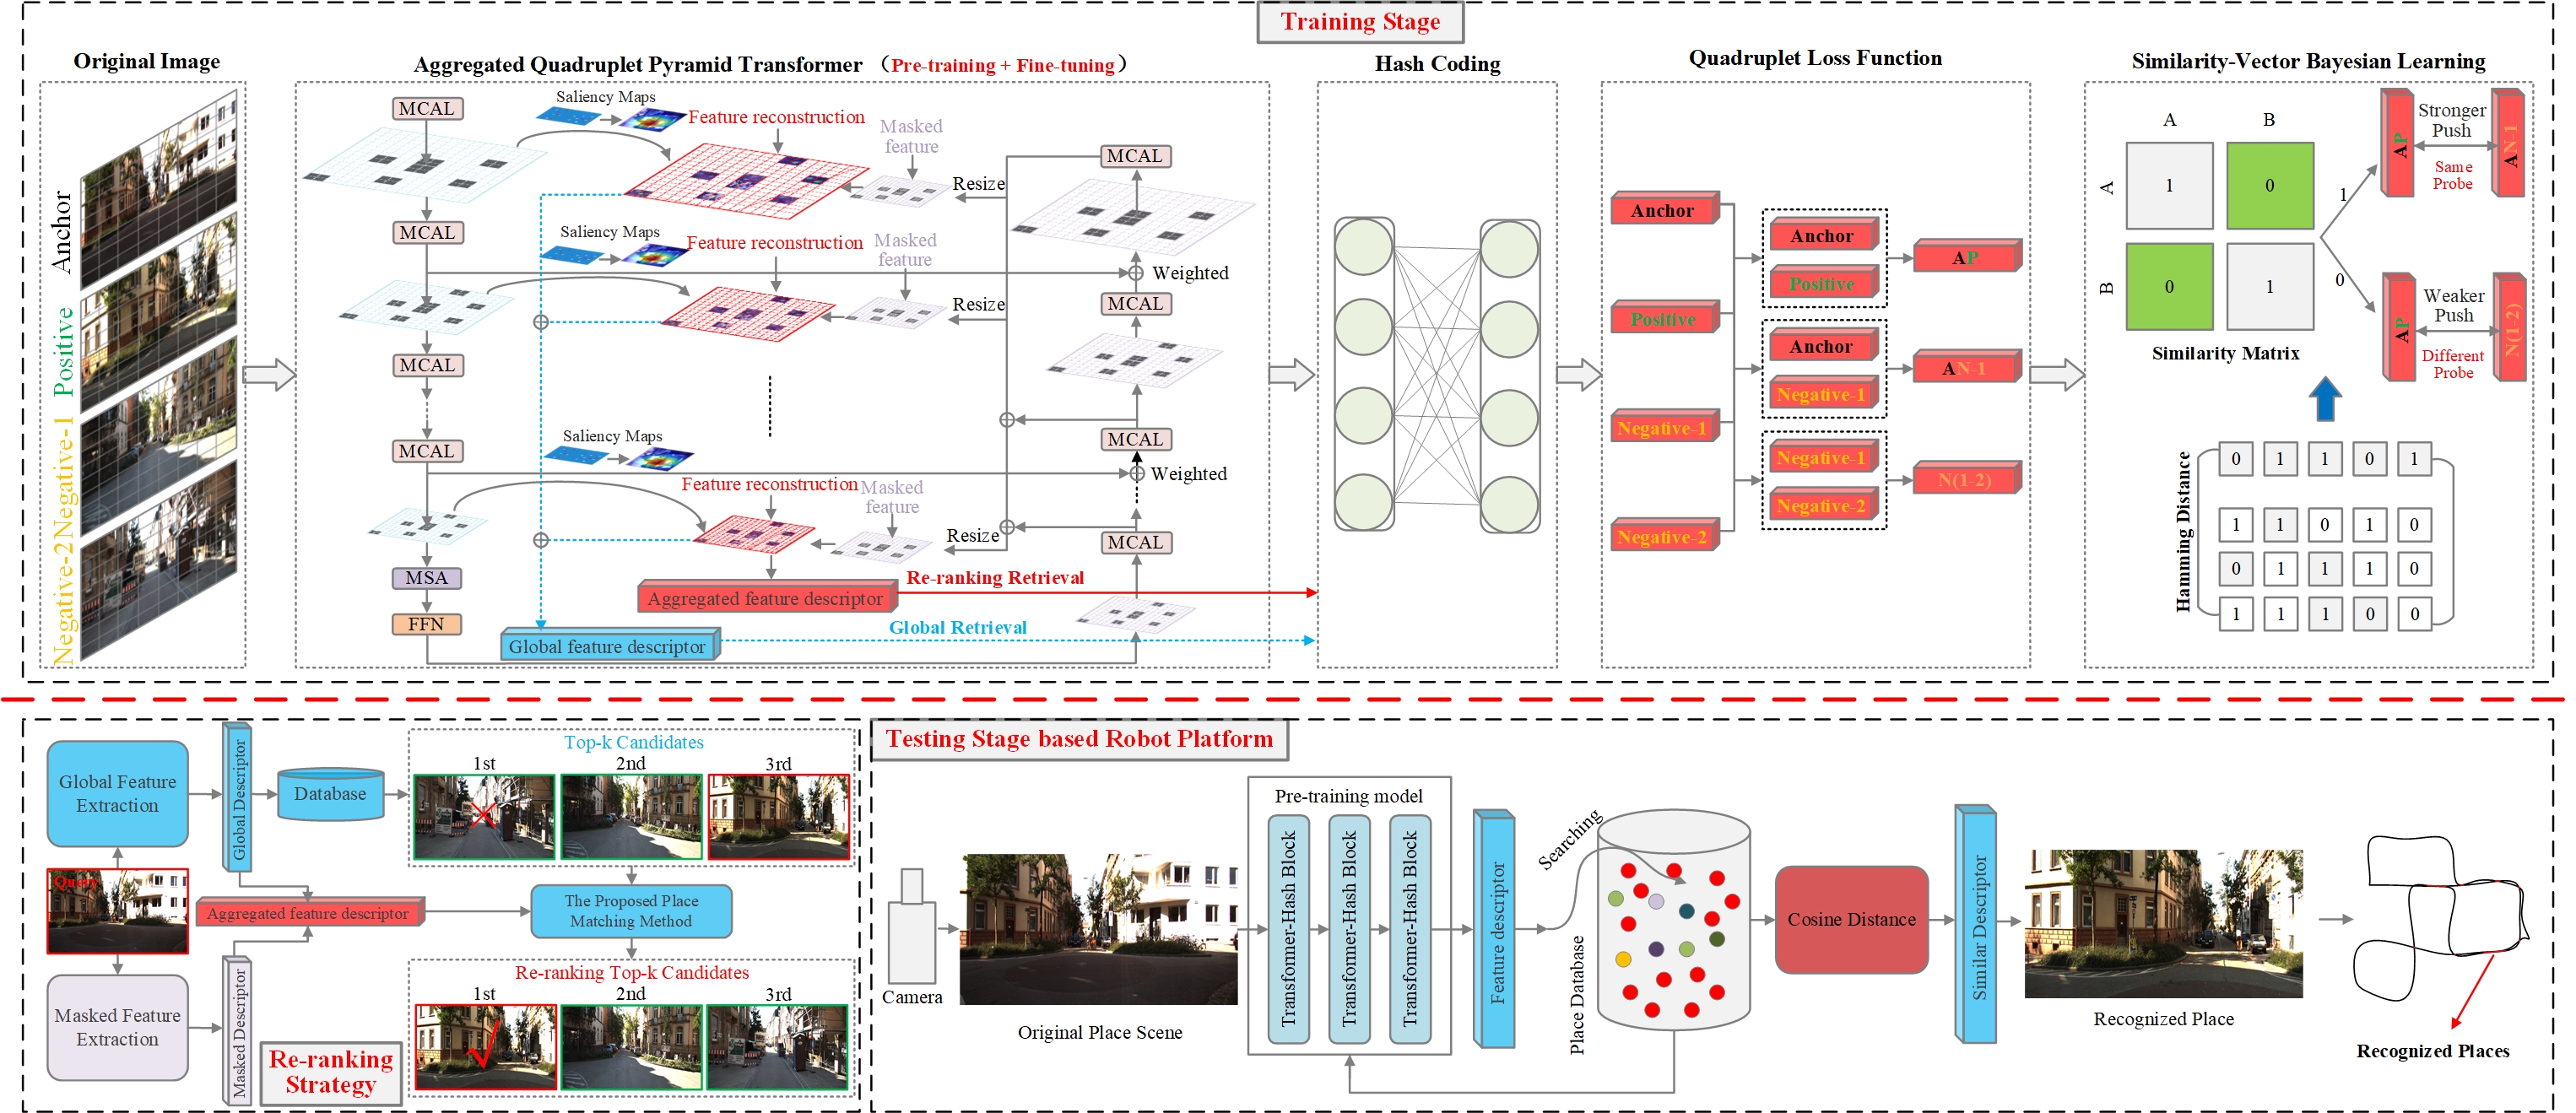 Training Stage
Original Image
Anchor
Positive
Negative-1
Negative-2
Aggregated Quadruplet Pyramid Transformer （Pre-training + Fine-tuning）
MCAL
Saliency Maps
Feature reconstruction
Masked
feature
Resize
MCAL
MCAL
Saliency Maps
Feature reconstruction
Masked
feature
Weighted
Resize
MCAL
MCAL
Saliency Maps
MCAL
MCAL
Weighted
Feature reconstruction
Masked
feature
Resize
MCAL
MSA
FFN
Aggregated feature descriptor
Re-ranking Retrieval
Global feature descriptor
Global Retrieval
Hash Coding
Quadruplet Loss Function
Anchor
Positive
Negative-1
Negative-2
Anchor
Positive
AP
Anchor
Negative-1
AN-1
Negative-1
Negative-2
N(1-2)
Similarity-Vector Bayesian Learning
A B
A 1 0
B 0 1
Similarity Matrix
1
0
AP
Stronger
Push
Same
Probe
AN-1
AP
Weaker
Push
Different
Probe
N(1-2)
Hamming Distance
0 1 1 0 1
1 1 0 1 0
0 1 1 1 0
1 1 1 0 0
Global Feature
Extraction
Global Descriptor
Database
Top-k Candidates
1st 2nd 3rd
Query
Aggregated feature descriptor
The Proposed Place
Matching Method
Masked Feature
Extraction
Masked Descriptor
Re-ranking
Strategy
Re-ranking Top-k Candidates
1st 2nd 3rd
Testing Stage based Robot Platform
Camera
Original Place Scene
Pre-training model
Transformer-Hash Block
Transformer-Hash Block
Transformer-Hash Block
Feature descriptor
Searching
Place Database
Cosine Distance
Similar Descriptor
Recognized Place
Recognized Places